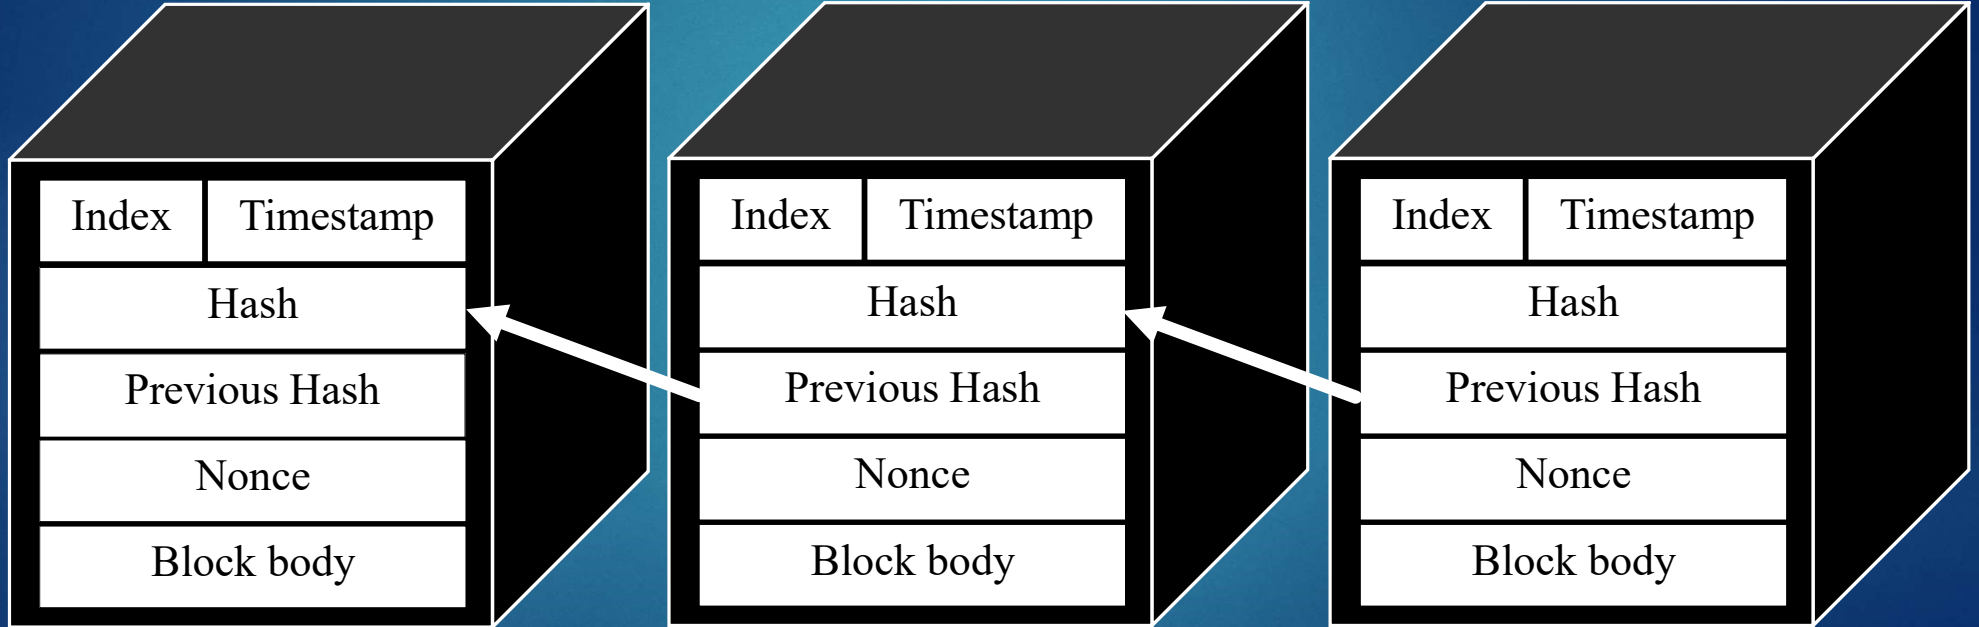 Index Timestamp
Hash
Previous Hash
Nonce
Block body
Index Timestamp
Hash
Previous Hash
Nonce
Block body
Index Timestamp
Hash
Previous Hash
Nonce
Block body